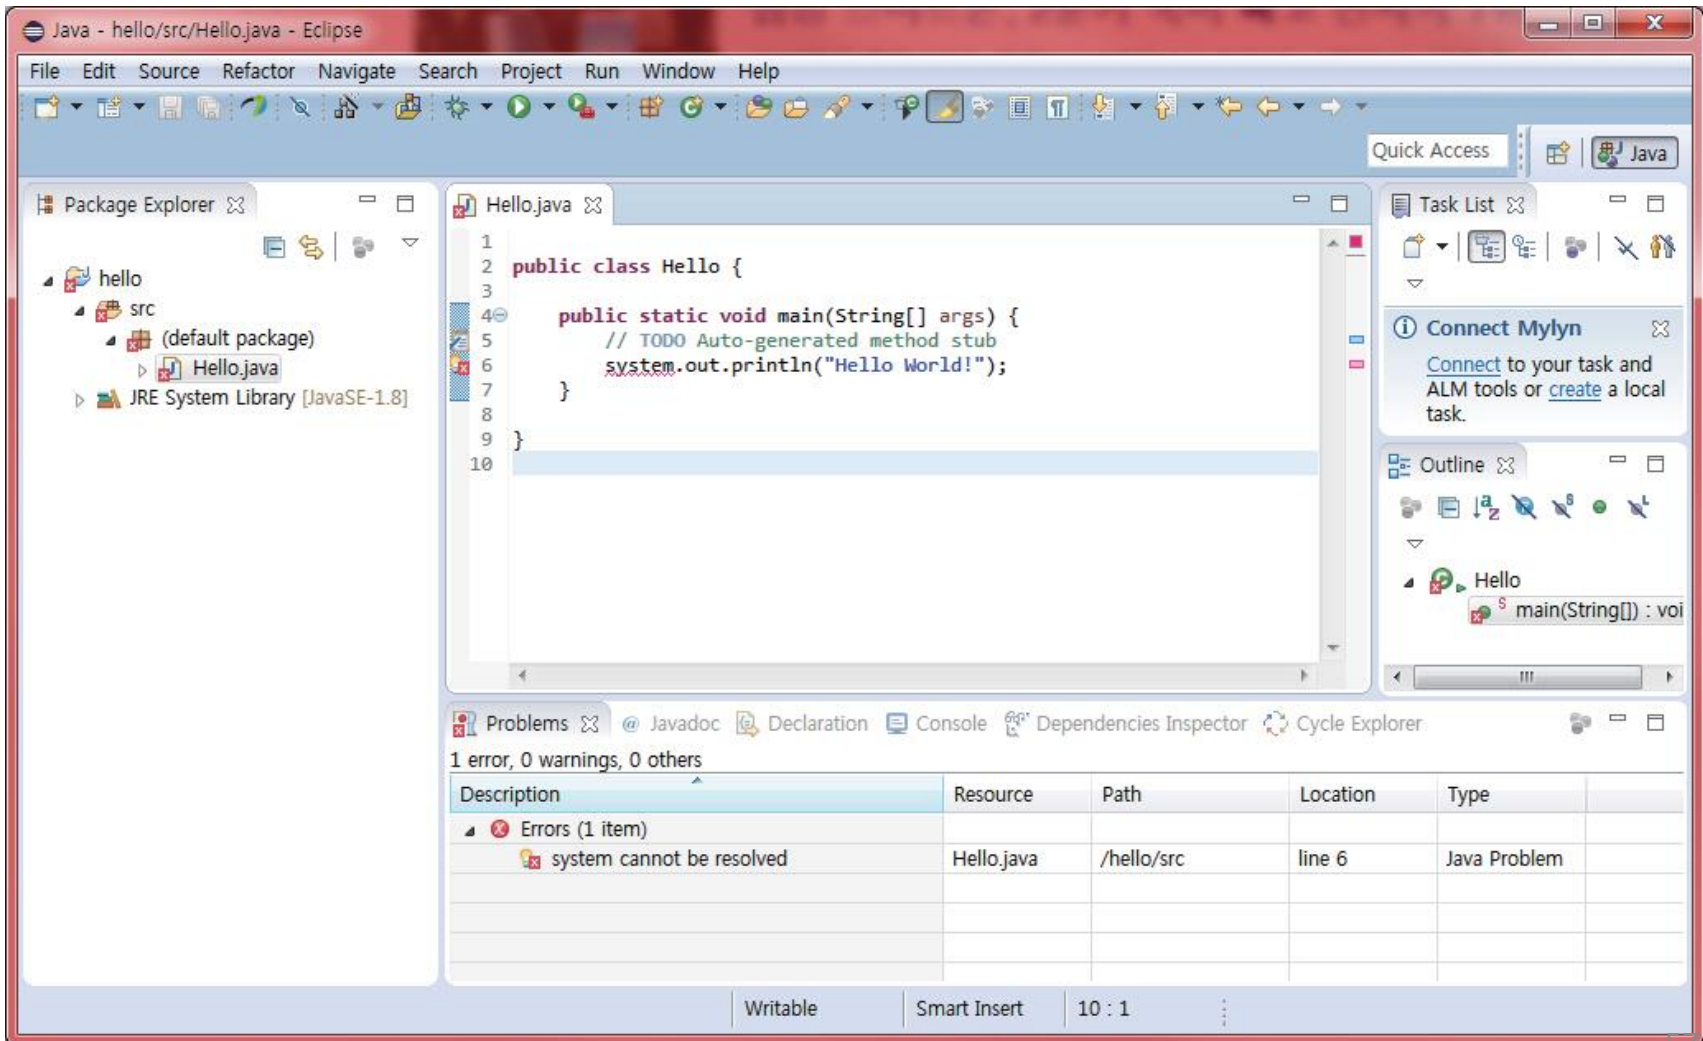 Java - hello/src/Hello.java - Eclipse
File Edit Source Refactor Navigate Search Project Run Window Help
Quick Access Java
Package Explorer
hello
src
(default package)
Hello.java
JRE System Library [JavaSE-1.8]
Hello.java
1
2 public class Hello {
3
4 public static void main(String[] args) {
5 // TODO Auto-generated method stub
6 system.out.println("Hello World!");
7 }
8
9 }
10
Task List
Connect Mylyn
Connect to your task and
ALM tools or create a local
task.
Outline
Hello
S main(String[]) : voi
Problems @ Javadoc Declaration Console Dependencies Inspector Cycle Explorer
1 error, 0 warnings, 0 others
Description Resource Path Location Type
Errors (1 item)
system cannot be resolved Hello.java /hello/src line 6 Java Problem
Writable Smart Insert 10 : 1